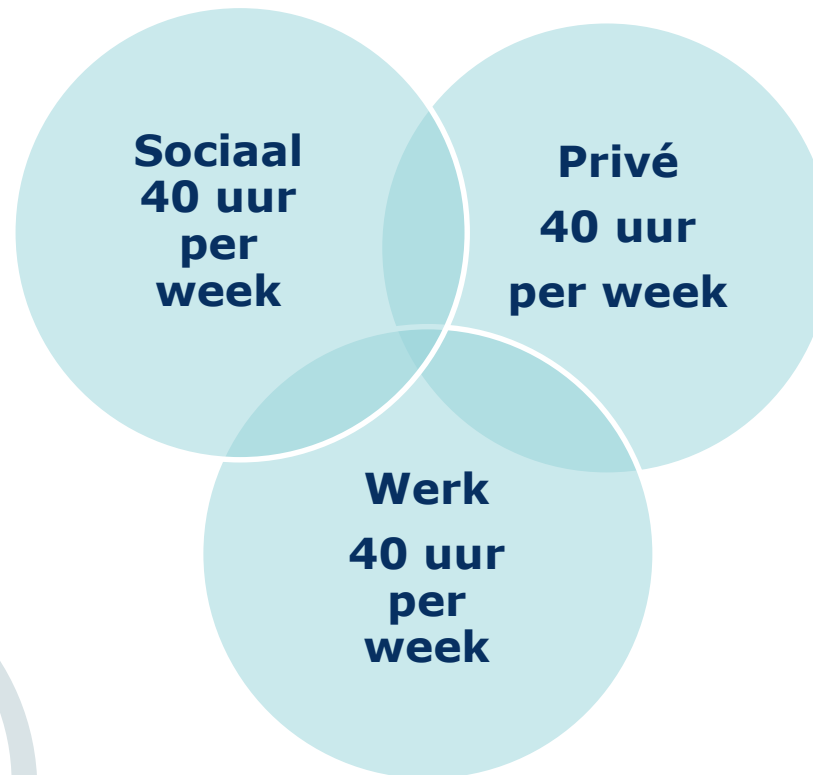 Sociaal
40 uur
per
week
Privé
40 uur
per week
Werk
40 uur
per
week